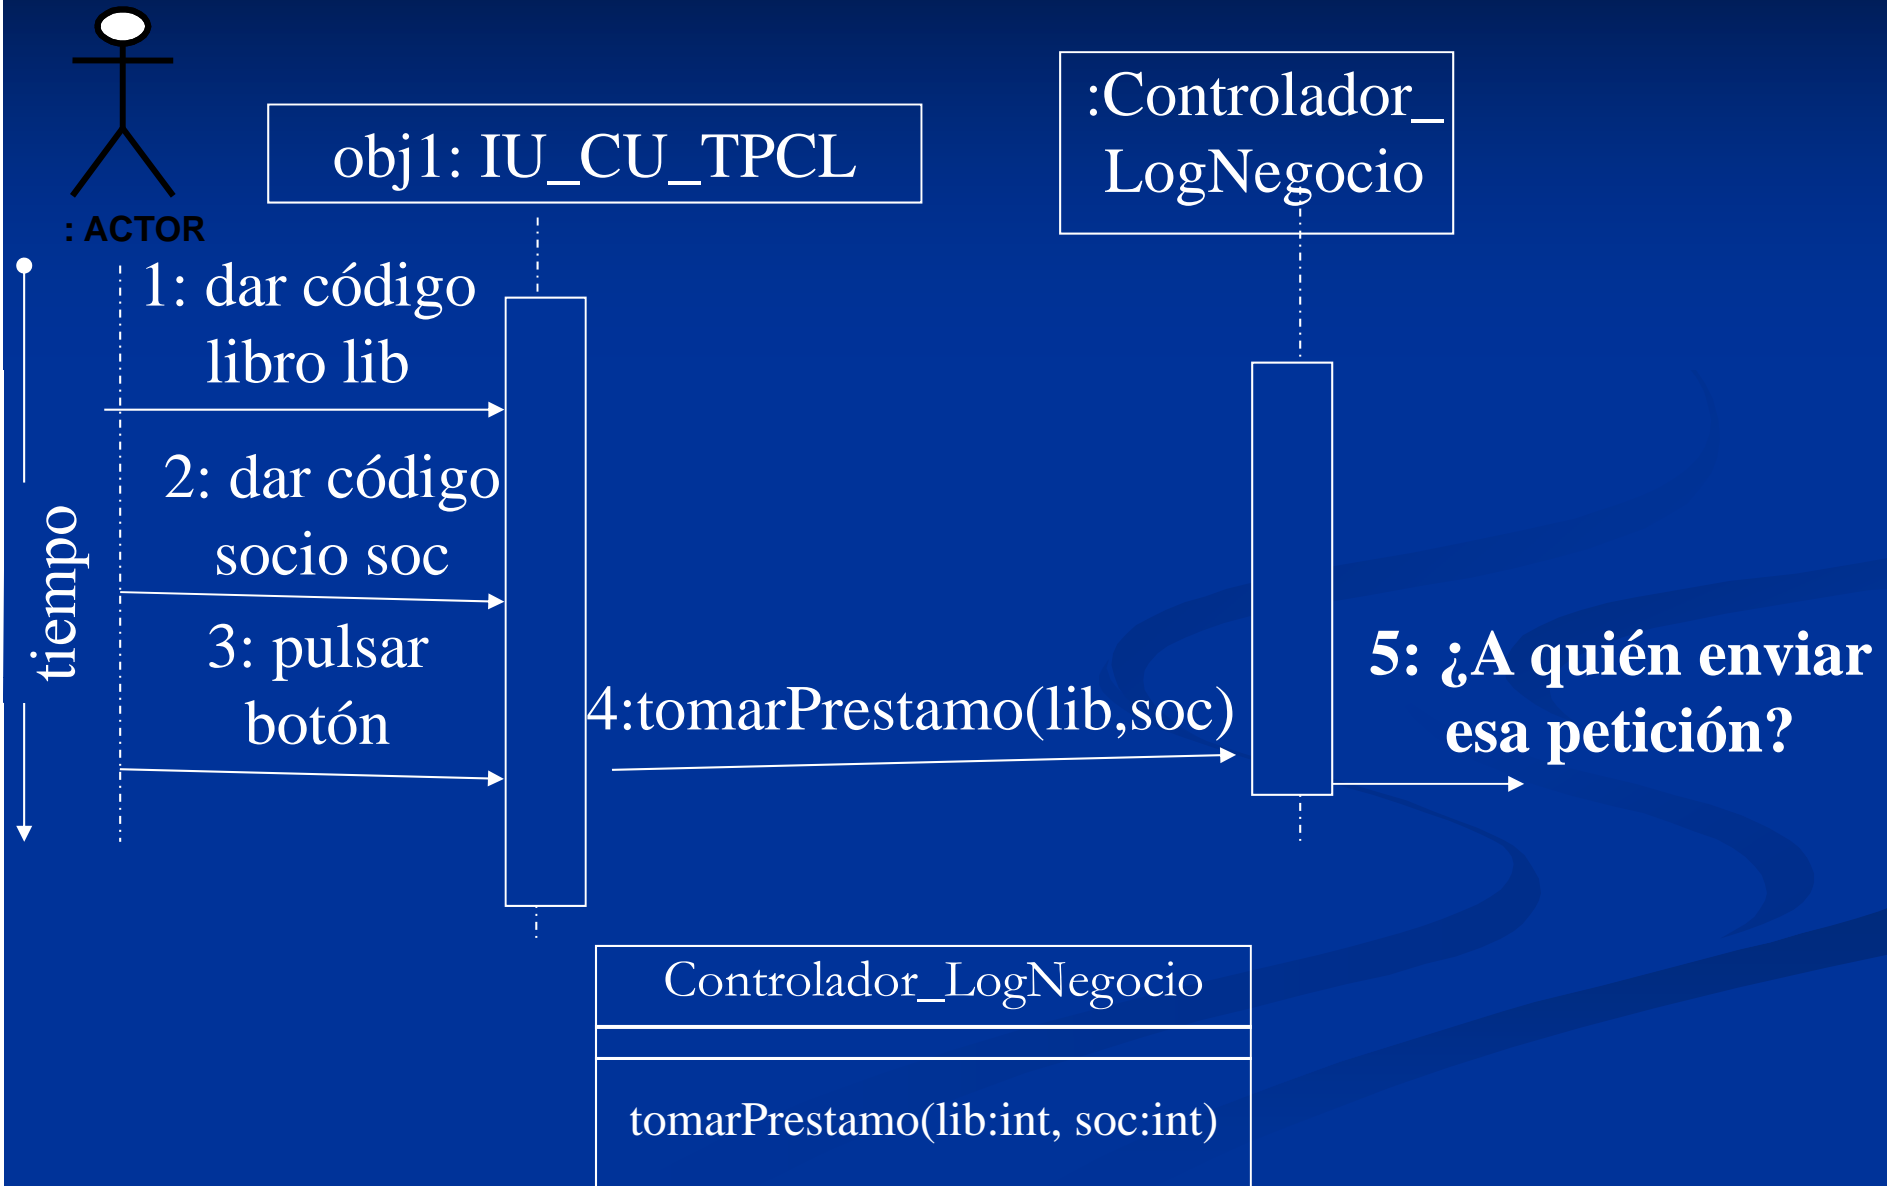 : ACTOR
obj1: IU_CU_TPCL
:Controlador_
LogNegocio
tiempo
1: dar código
libro lib
2: dar código
socio soc
3: pulsar
botón
4:tomarPrestamo(lib,soc)
5: ¿A quién enviar
esa petición?
Controlador_LogNegocio
tomarPrestamo(lib:int, soc:int)